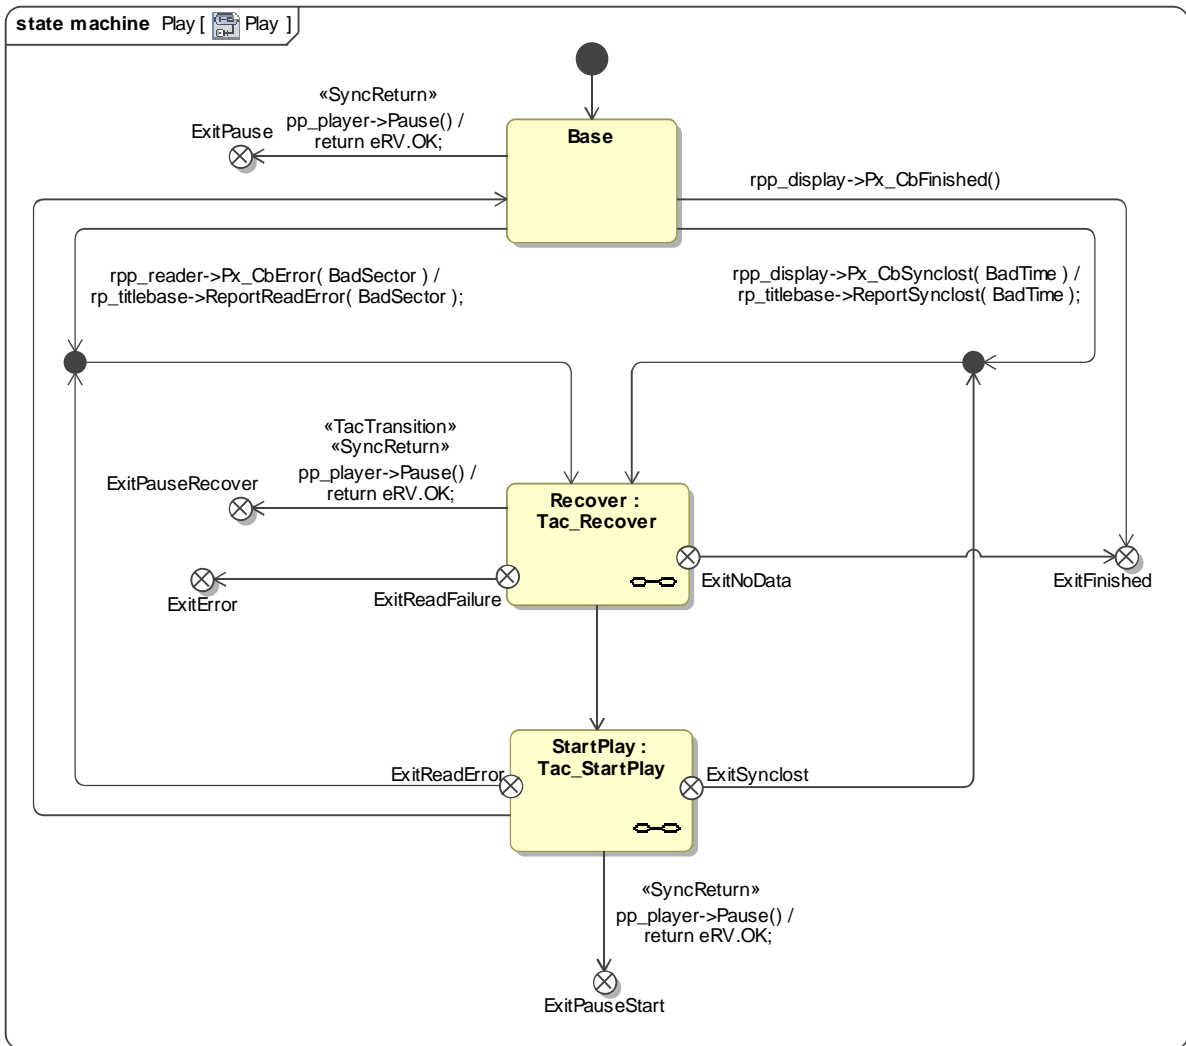 state machine Play [ Play ]
«SyncReturn»
pp_player->Pause() /
return eRV.OK;
ExitPause
Base
rpp_display->Px_CbFinished()
rpp_reader->Px_CbError( BadSector ) /
rp_titlebase->ReportReadError( BadSector );
rpp_display->Px_CbSynclost( BadTime ) /
rp_titlebase->ReportSynclost( BadTime );
«TacTransition»
«SyncReturn»
pp_player->Pause() /
return eRV.OK;
ExitPauseRecover
Recover :
Tac_Recover
ExitNoData
ExitFinished
ExitReadFailure
ExitError
StartPlay :
Tac_StartPlay
ExitReadError
ExitSynclost
«SyncReturn»
pp_player->Pause() /
return eRV.OK;
ExitPauseStart